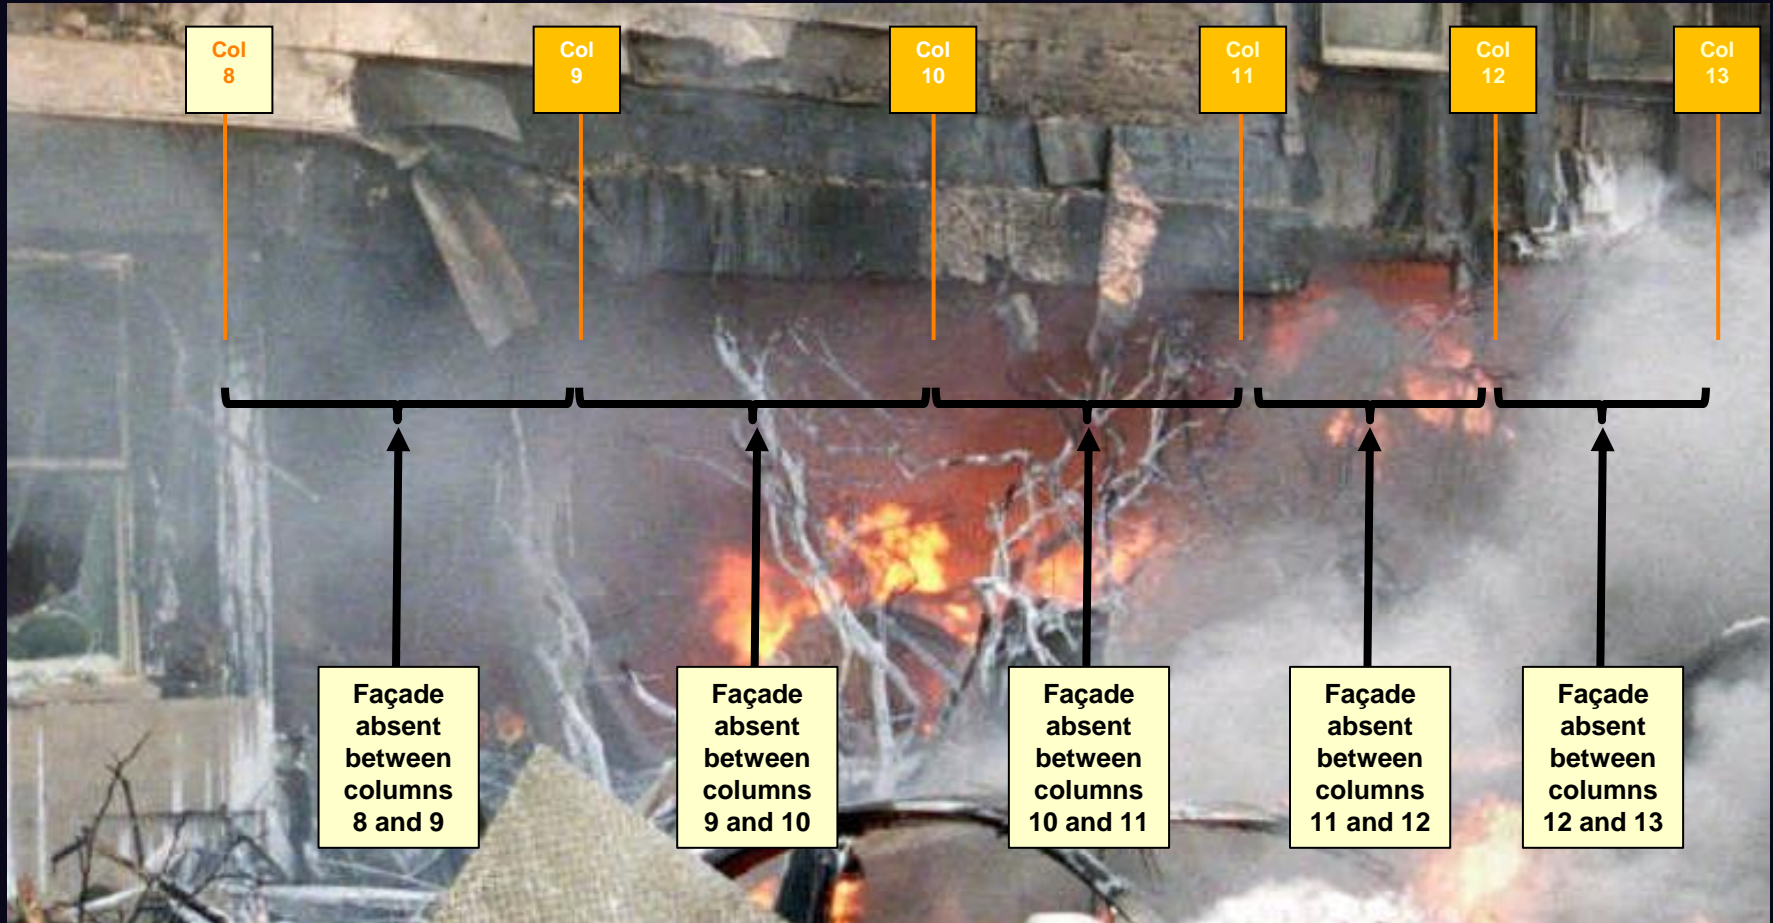 Col
8
Col
9
Col
10
Col
11
Col
12
Col
13
Façade
absent
between
columns
8 and 9
Façade
absent
between
columns
9 and 10
Façade
absent
between
columns
10 and 11
Façade
absent
between
columns
11 and 12
Façade
absent
between
columns
12 and 13